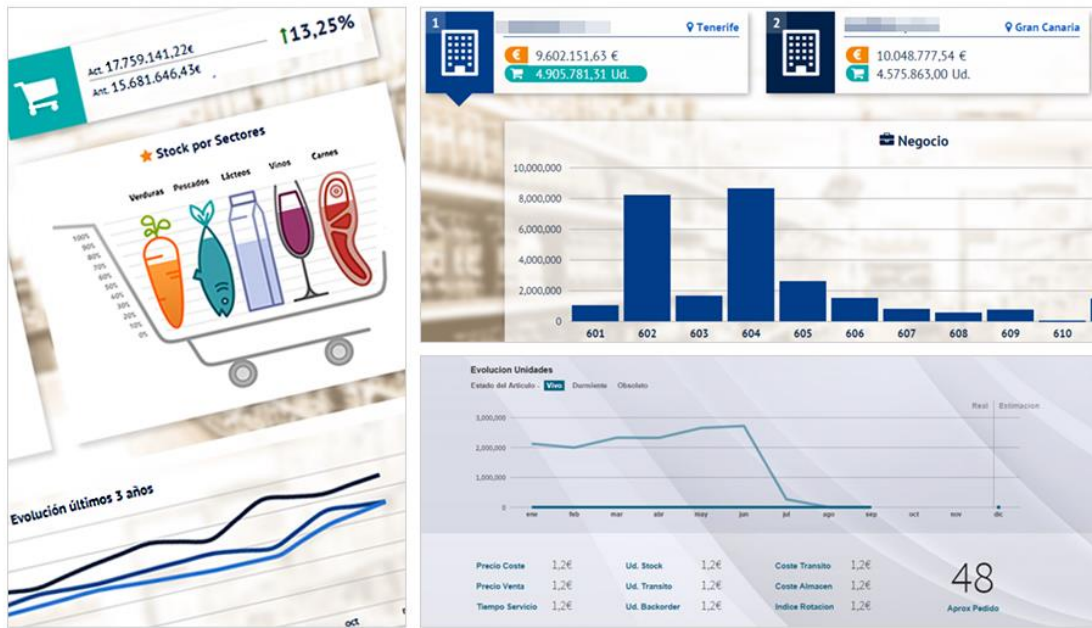 Act. 17.759.141,22€
Ant. 15.681.646,43€
13,25%
Stock por Sectores
Verduras Pescados Lácteos Vinos Carnes
100%
90%
80%
70%
60%
50%
40%
30%
20%
10%
0%
Evolución últimos 3 años
oct
1
Tenerife
€ 9.602.151,63 €
4.905.781,31 Ud.
2
Gran Canaria
€ 10.048.777,54 €
4.575.863,00 Ud.
Negocio
10,000,000
8,000,000
6,000,000
4,000,000
2,000,000
0
601 602 603 604 605 606 607 608 609 610
Evolucion Unidades
Estado del Articulo - Vivo Durmiente Obsoleto
Real Estimacion
3,000,000
2,000,000
1,000,000
0
ene feb mar abr may jun jul ago sep oct nov dic
Precio Coste 1,2€ Ud. Stock 1,2€ Coste Transito 1,2€
Precio Venta 1,2€ Ud. Transito 1,2€ Coste Almacen 1,2€
Tiempo Servicio 1,2€ Ud. Backorder 1,2€ Indice Rotacion 1,2€
48
Aprox Pedido